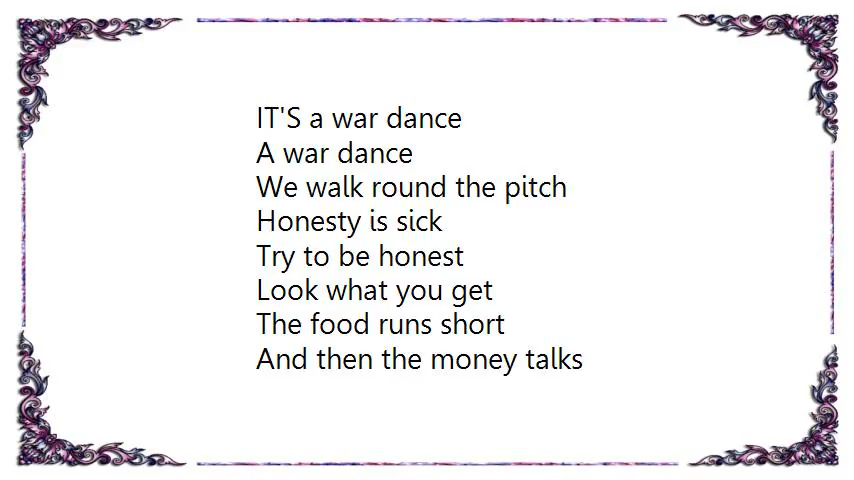 IT'S a war dance
A war dance
We walk round the pitch
Honesty is sick
Try to be honest
Look what you get
The food runs short
And then the money talks